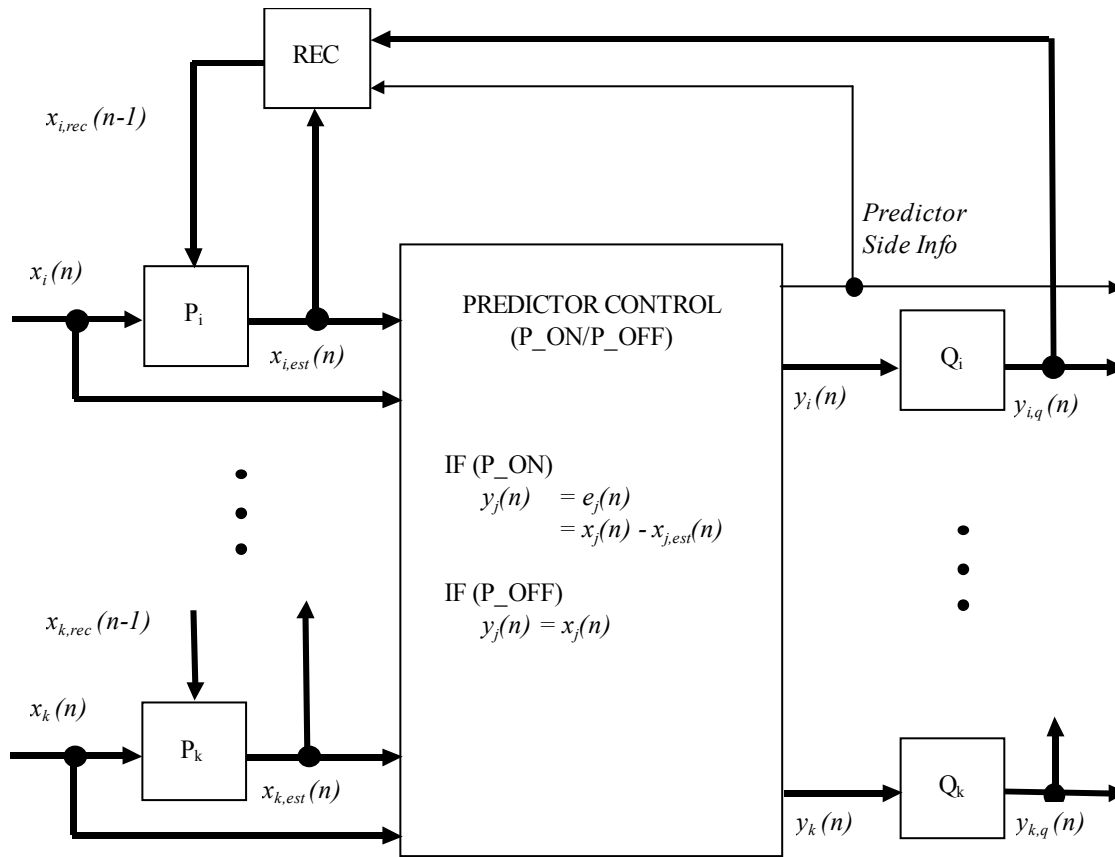 REC
x_{i,rec}(n-1)
Predictor
Side Info
x_i(n)
P_i
x_{i,est}(n)
PREDICTOR CONTROL
(P_ON/P_OFF)
Q_i
y_i(n)
y_{i,q}(n)
IF (P_ON)
y_j(n) = e_j(n)
= x_j(n) - x_{j,est}(n)
IF (P_OFF)
y_j(n) = x_j(n)
x_{k,rec}(n-1)
x_k(n)
P_k
x_{k,est}(n)
Q_k
y_k(n)
y_{k,q}(n)